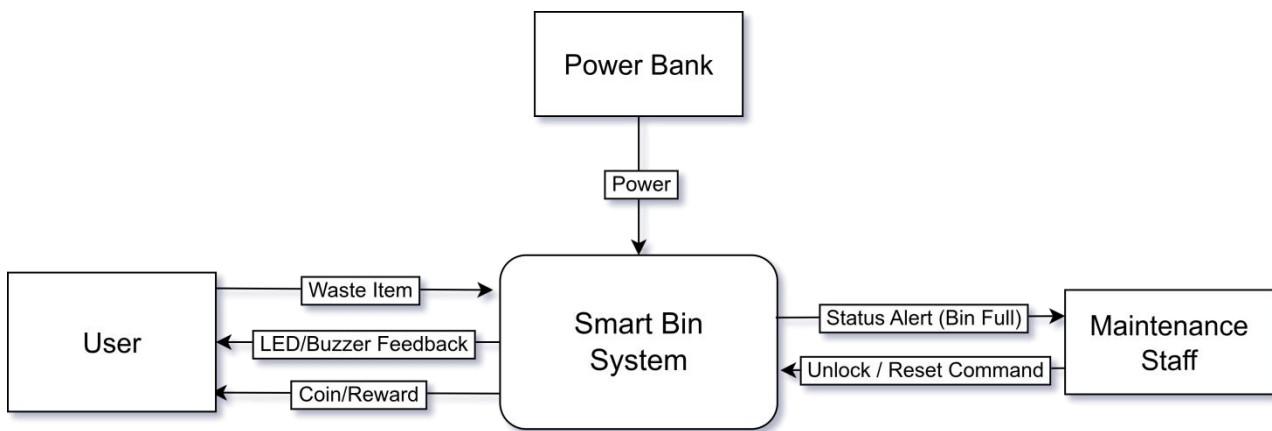 Power Bank
Power
User
Waste Item
LED/Buzzer Feedback
Coin/Reward
Smart Bin
System
Status Alert (Bin Full)
Unlock / Reset Command
Maintenance
Staff